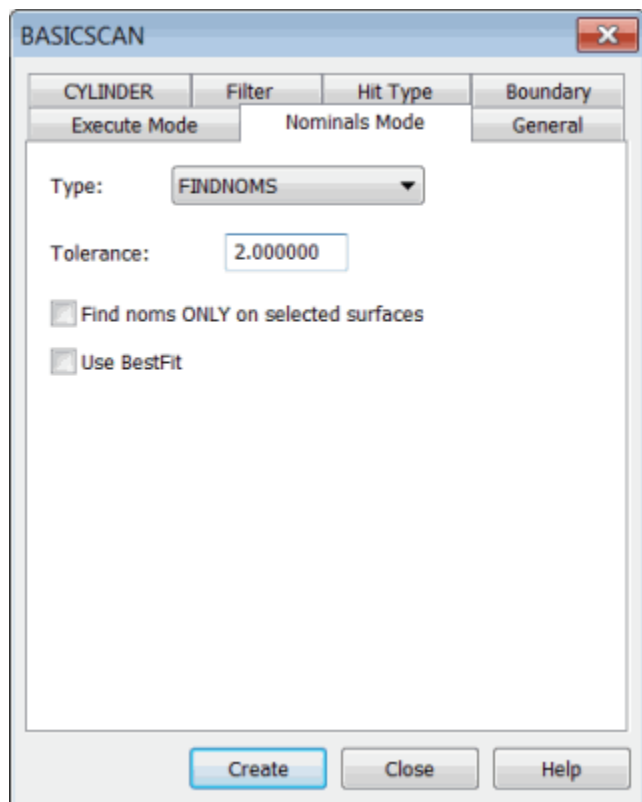 BASICSCAN
CYLINDER Filter Hit Type Boundary
Execute Mode Nominals Mode General
Type: FINDNOMS
Tolerance: 2.000000
Find noms ONLY on selected surfaces
Use BestFit
Create Close Help